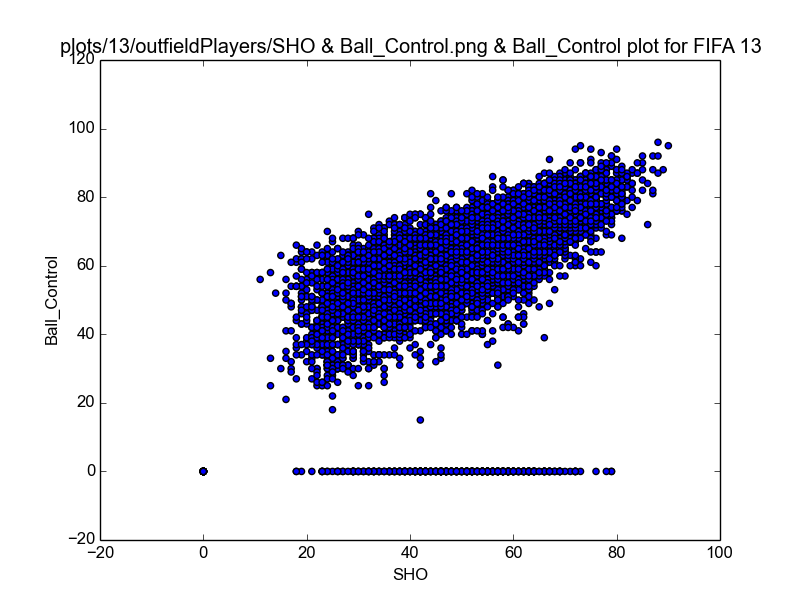 plots/13/outfieldPlayers/SHO & Ball_Control.png & Ball_Control plot for FIFA 13
120
100
80
60
40
20
0
−20
Ball_Control
−20 0 20 40 60 80 100
SHO